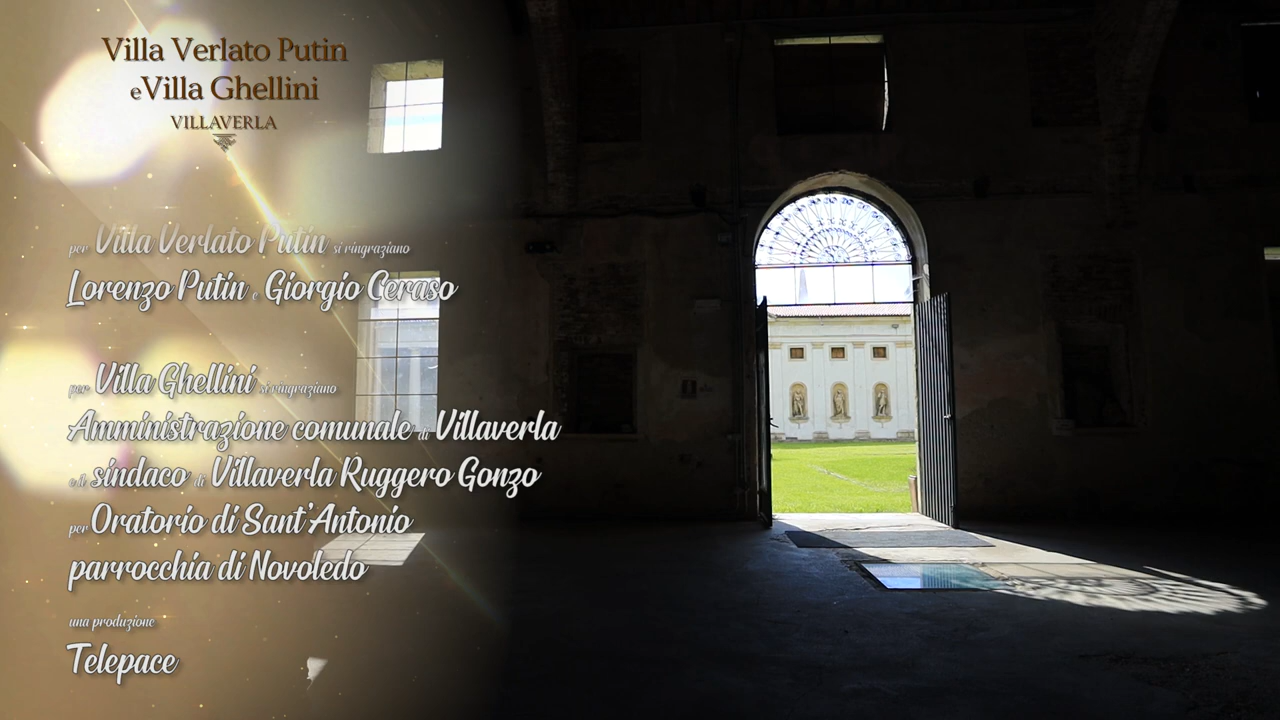 Villa Verlato Putin
e Villa Ghellini
VILLAVERLA
per Villa Verlato Putin si ringraziano
Lorenzo Putin e Giorgio Ceraso
per Villa Ghellini si ringraziano
Amministrazione comunale di Villaverla
e il sindaco di Villaverla Ruggero Gonzo
per Oratorio di Sant'Antonio
parrocchia di Novoledo
una produzione
Telepace